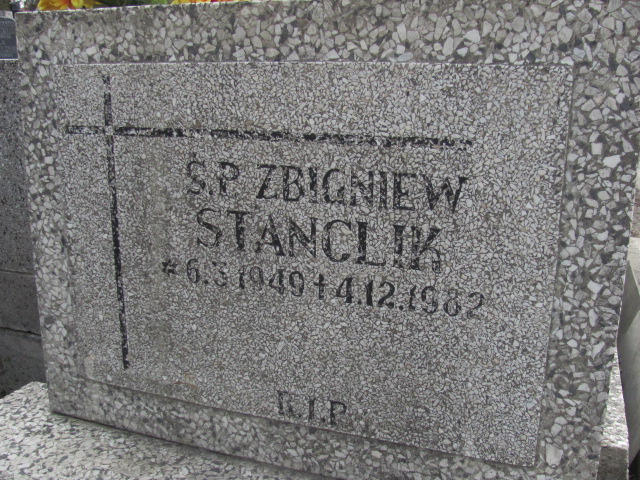 Ś.P. ZBIGNIEW
STANCLIK
* 6.3.1949 † 4.12.1982
R.I.P.